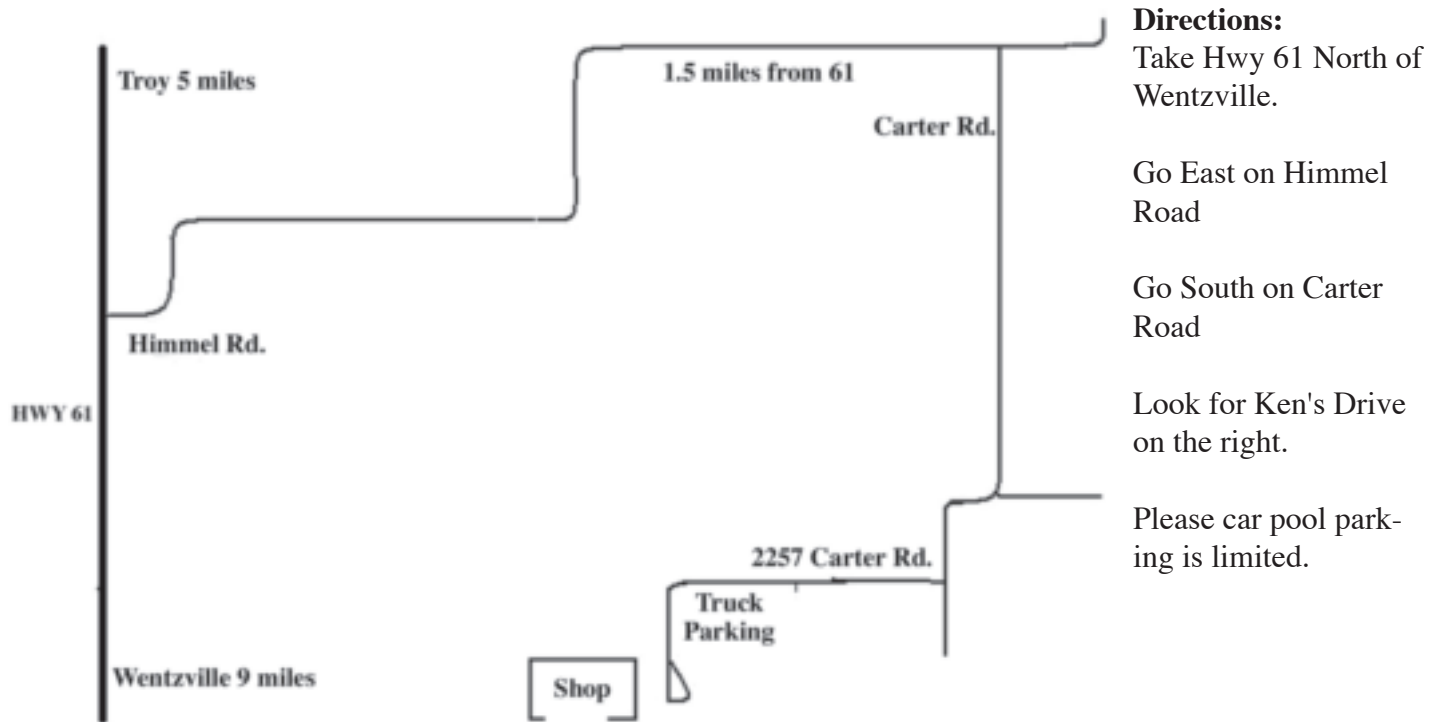 Troy 5 miles
1.5 miles from 61
Carter Rd.
Himmel Rd.
HWY 61
2257 Carter Rd.
Truck
Parking
Wentzville 9 miles
Shop
Directions:
Take Hwy 61 North of
Wentzville.
Go East on Himmel
Road
Go South on Carter
Road
Look for Ken's Drive
on the right.
Please car pool park-
ing is limited.